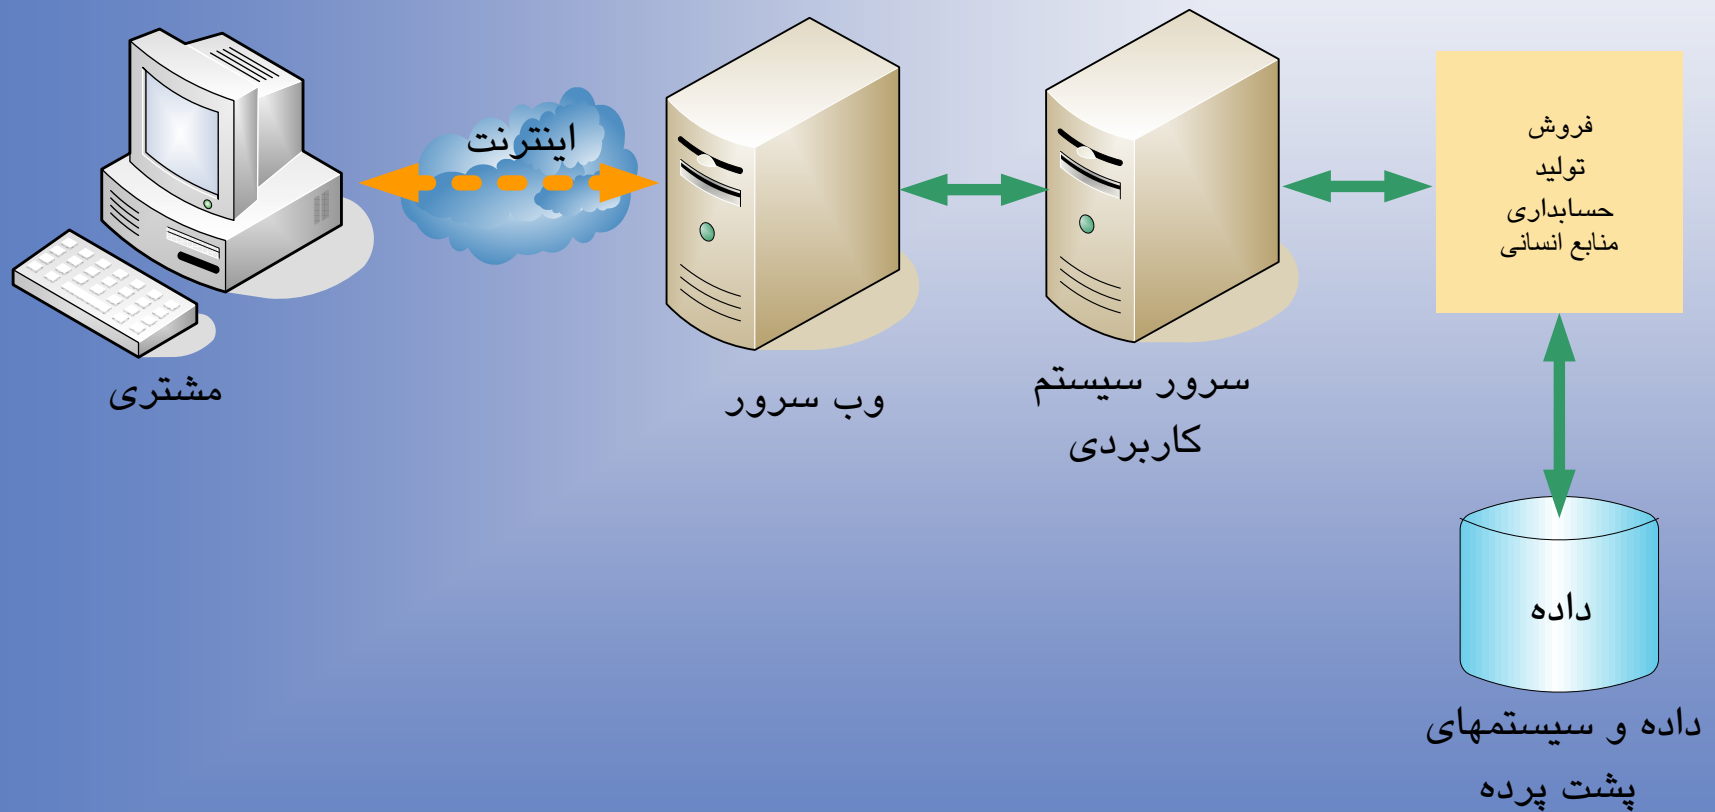 اینترنت
فروش
تولید
حسابداری
منابع انسانی
مشتری
وب سرور
سرور سیستم
کاربردی
داده
داده و سیستمهای
پشت پرده